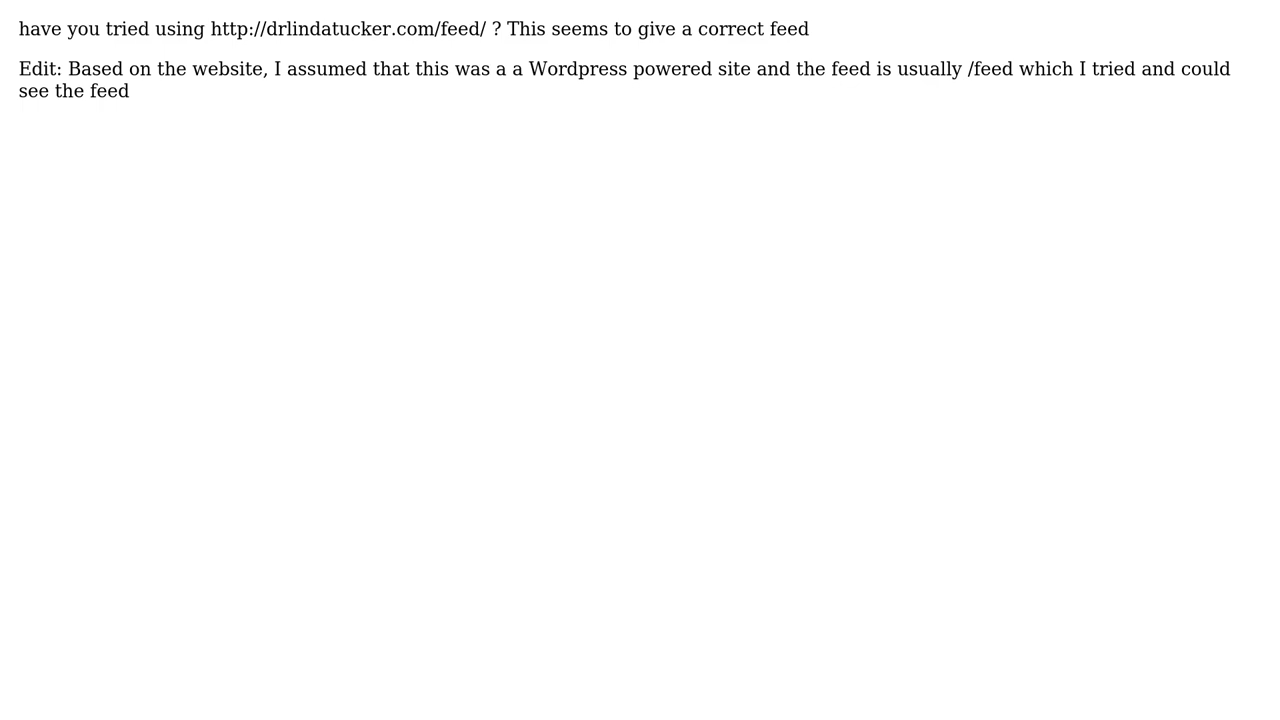 have you tried using http://drlindatucker.com/feed/ ? This seems to give a correct feed
Edit: Based on the website, I assumed that this was a a Wordpress powered site and the feed is usually /feed which I tried and could
see the feed